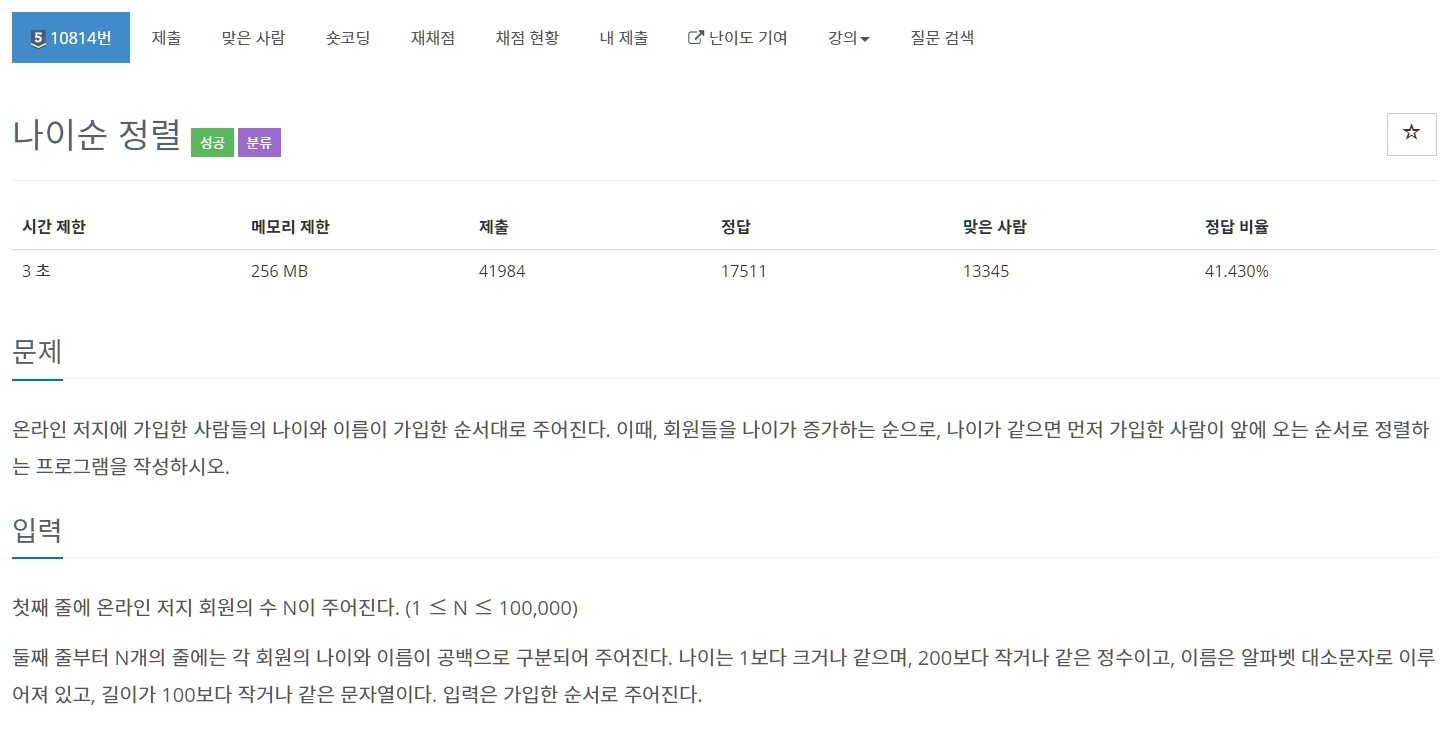 5 10814번 제출 맞은 사람 숏코딩 재채점 채점 현황 내 제출 난이도 기여 강의 질문 검색
나이순 정렬 성공 분류
시간 제한 메모리 제한 제출 정답 맞은 사람 정답 비율
3 초 256 MB 41984 17511 13345 41.430%
문제
온라인 저지에 가입한 사람들의 나이와 이름이 가입한 순서대로 주어진다. 이때, 회원들을 나이가 증가하는 순으로, 나이가 같으면 먼저 가입한 사람이 앞에 오는 순서로 정렬하
는 프로그램을 작성하시오.
입력
첫째 줄에 온라인 저지 회원의 수 N이 주어진다. (1 ≤ N ≤ 100,000)
둘째 줄부터 N개의 줄에는 각 회원의 나이와 이름이 공백으로 구분되어 주어진다. 나이는 1보다 크거나 같으며, 200보다 작거나 같은 정수이고, 이름은 알파벳 대소문자로 이루
어져 있고, 길이가 100보다 작거나 같은 문자열이다. 입력은 가입한 순서로 주어진다.